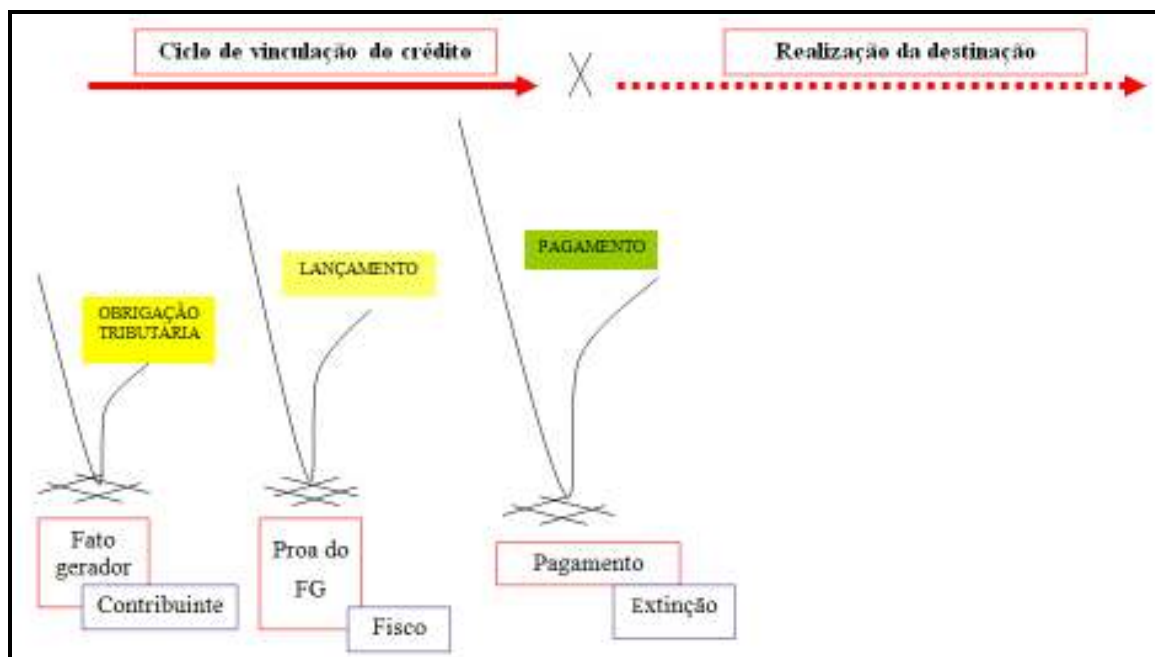 Ciclo de vinculação do crédito
Realização da destinação
PAGAMENTO
LANÇAMENTO
OBRIGAÇÃO
TRIBUTÁRIA
Fato
gerador
Contribuinte
Proa do
FG
Fisco
Pagamento
Extinção